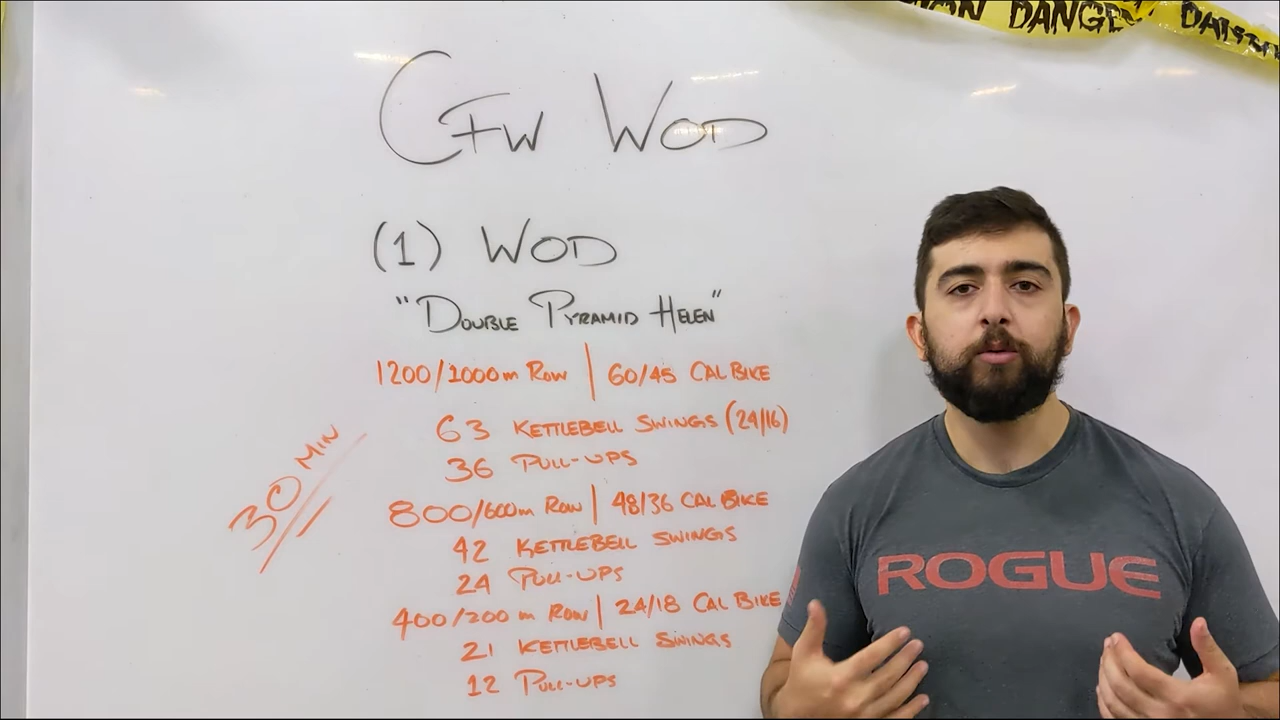 CFW WOD
(1) WOD
"DOUBLE PYRAMID HELEN"
1200/1000m ROW | 60/45 CAL BIKE
63 KETTLEBELL SWINGS (24/16)
36 PULL-UPS
800/600m ROW | 48/36 CAL BIKE
42 KETTLEBELL SWINGS
24 PULL-UPS
400/200 m ROW | 24/18 CAL BIKE
21 KETTLEBELL SWINGS
12 PULL-UPS
30 MIN
ROGUE
DANGE